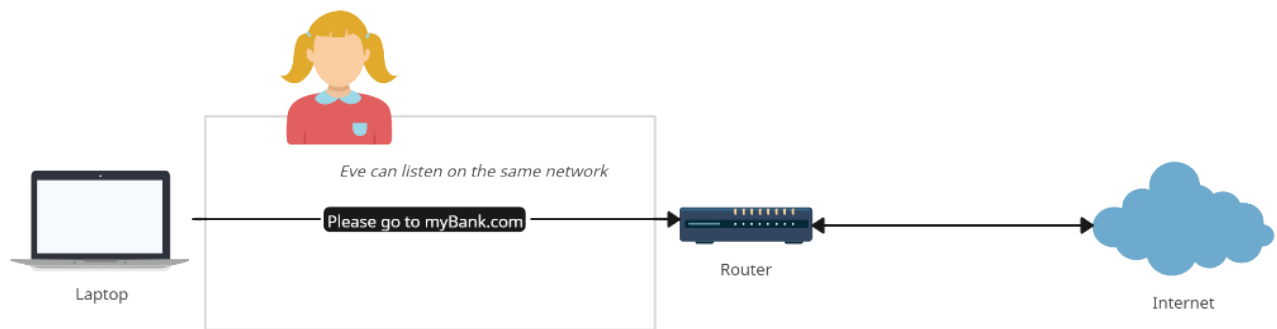 Eve can listen on the same network
Please go to myBank.com
Laptop
Router
Internet